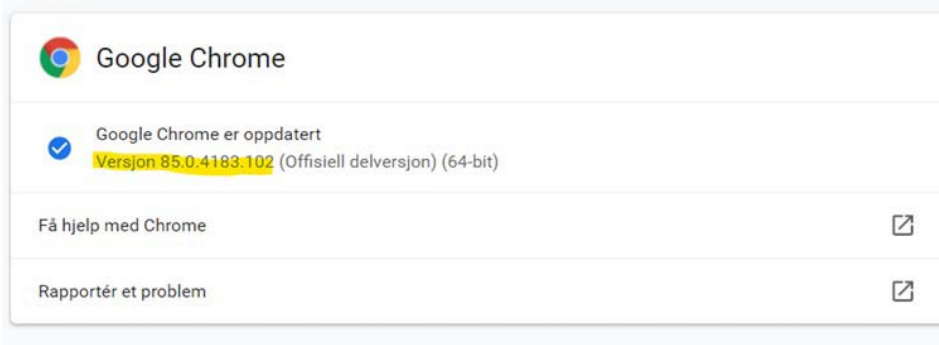 Google Chrome
Google Chrome er oppdatert
Versjon 85.0.4183.102 (Offisiell delversjon) (64-bit)
Få hjelp med Chrome
Rapportér et problem